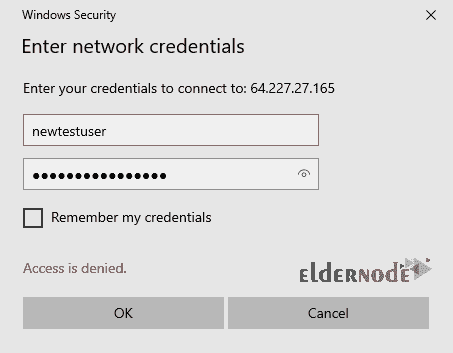 Windows Security
Enter network credentials
Enter your credentials to connect to: 64.227.27.165
newtestuser
●●●●●●●●●●●●●●●●
Remember my credentials
Access is denied.
ELDERNODE
OK
Cancel